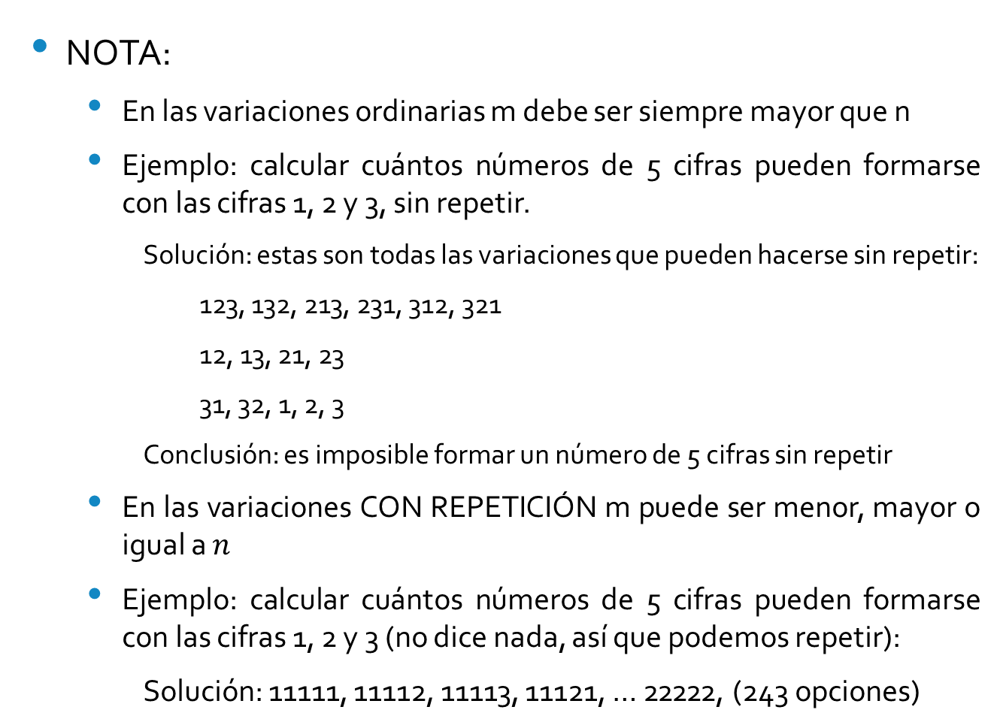 • NOTA:
• En las variaciones ordinarias m debe ser siempre mayor que n
• Ejemplo: calcular cuántos números de 5 cifras pueden formarse
con las cifras 1, 2 y 3, sin repetir.
Solución: estas son todas las variaciones que pueden hacerse sin repetir:
123, 132, 213, 231, 312, 321
12, 13, 21, 23
31, 32, 1, 2, 3
Conclusión: es imposible formar un número de 5 cifras sin repetir
• En las variaciones CON REPETICIÓN m puede ser menor, mayor o
igual a n
• Ejemplo: calcular cuántos números de 5 cifras pueden formarse
con las cifras 1, 2 y 3 (no dice nada, así que podemos repetir):
Solución: 11111, 11112, 11113, 11121, ... 22222, (243 opciones)